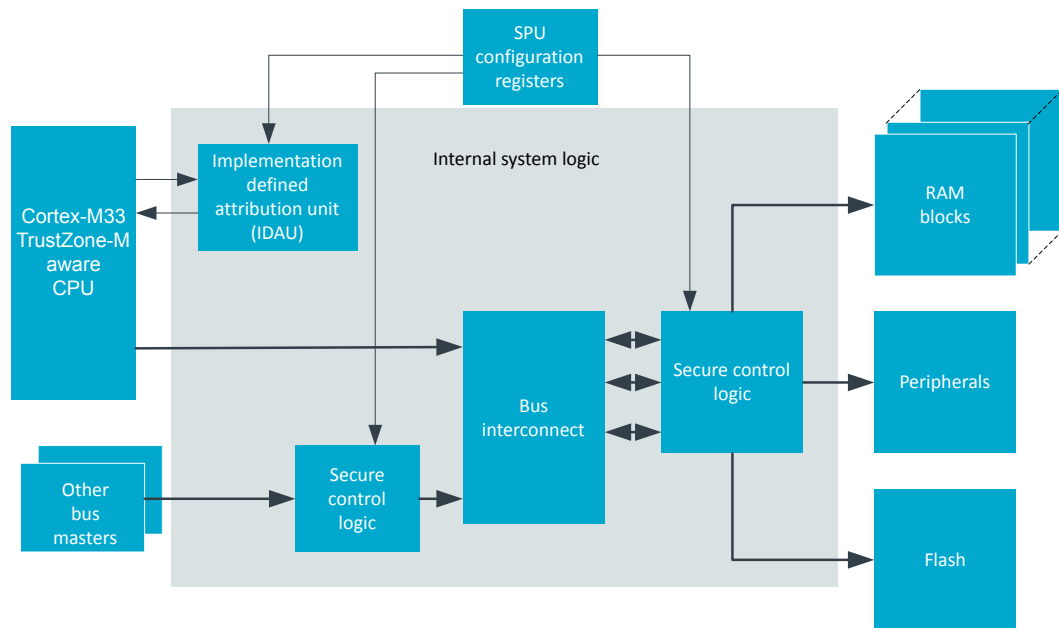 SPU
configuration
registers
Internal system logic
Implementation
defined
attribution unit
(IDAU)
Cortex-M33
TrustZone-M
aware
CPU
RAM
blocks
Bus
interconnect
Secure control
logic
Peripherals
Other
bus
masters
Secure
control
logic
Flash